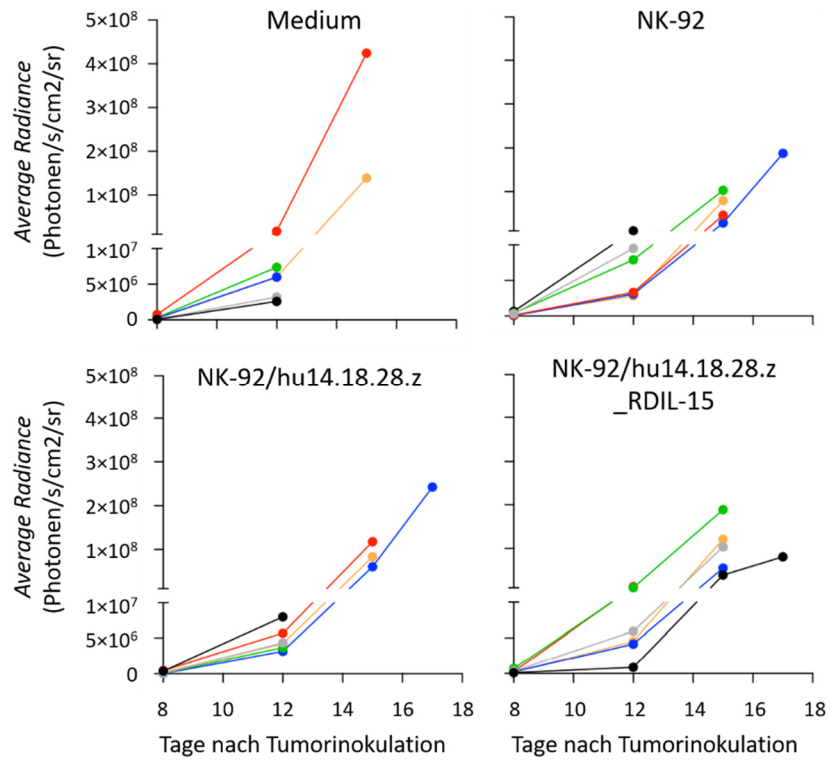 Medium
NK-92
5×10⁸
4×10⁸
3×10⁸
2×10⁸
1×10⁸
1×10⁷
5×10⁶
0
Average Radiance
(Photonen/s/cm2/sr)
NK-92/hu14.18.28.z
NK-92/hu14.18.28.z
_RDIL-15
5×10⁸
4×10⁸
3×10⁸
2×10⁸
1×10⁸
1×10⁷
5×10⁶
0
Average Radiance
(Photonen/s/cm2/sr)
8 10 12 14 16 18
8 10 12 14 16 18
Tage nach Tumorinokulation
Tage nach Tumorinokulation